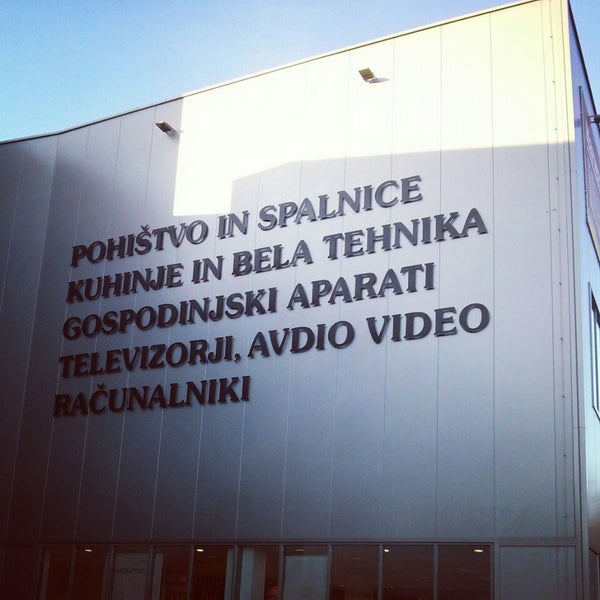 POHIŠTVO IN SPALNICE
KUHINJE IN BELA TEHNIKA
GOSPODINJSKI APARATI
TELEVIZORJI, AVDIO VIDEO
RAČUNALNIKI